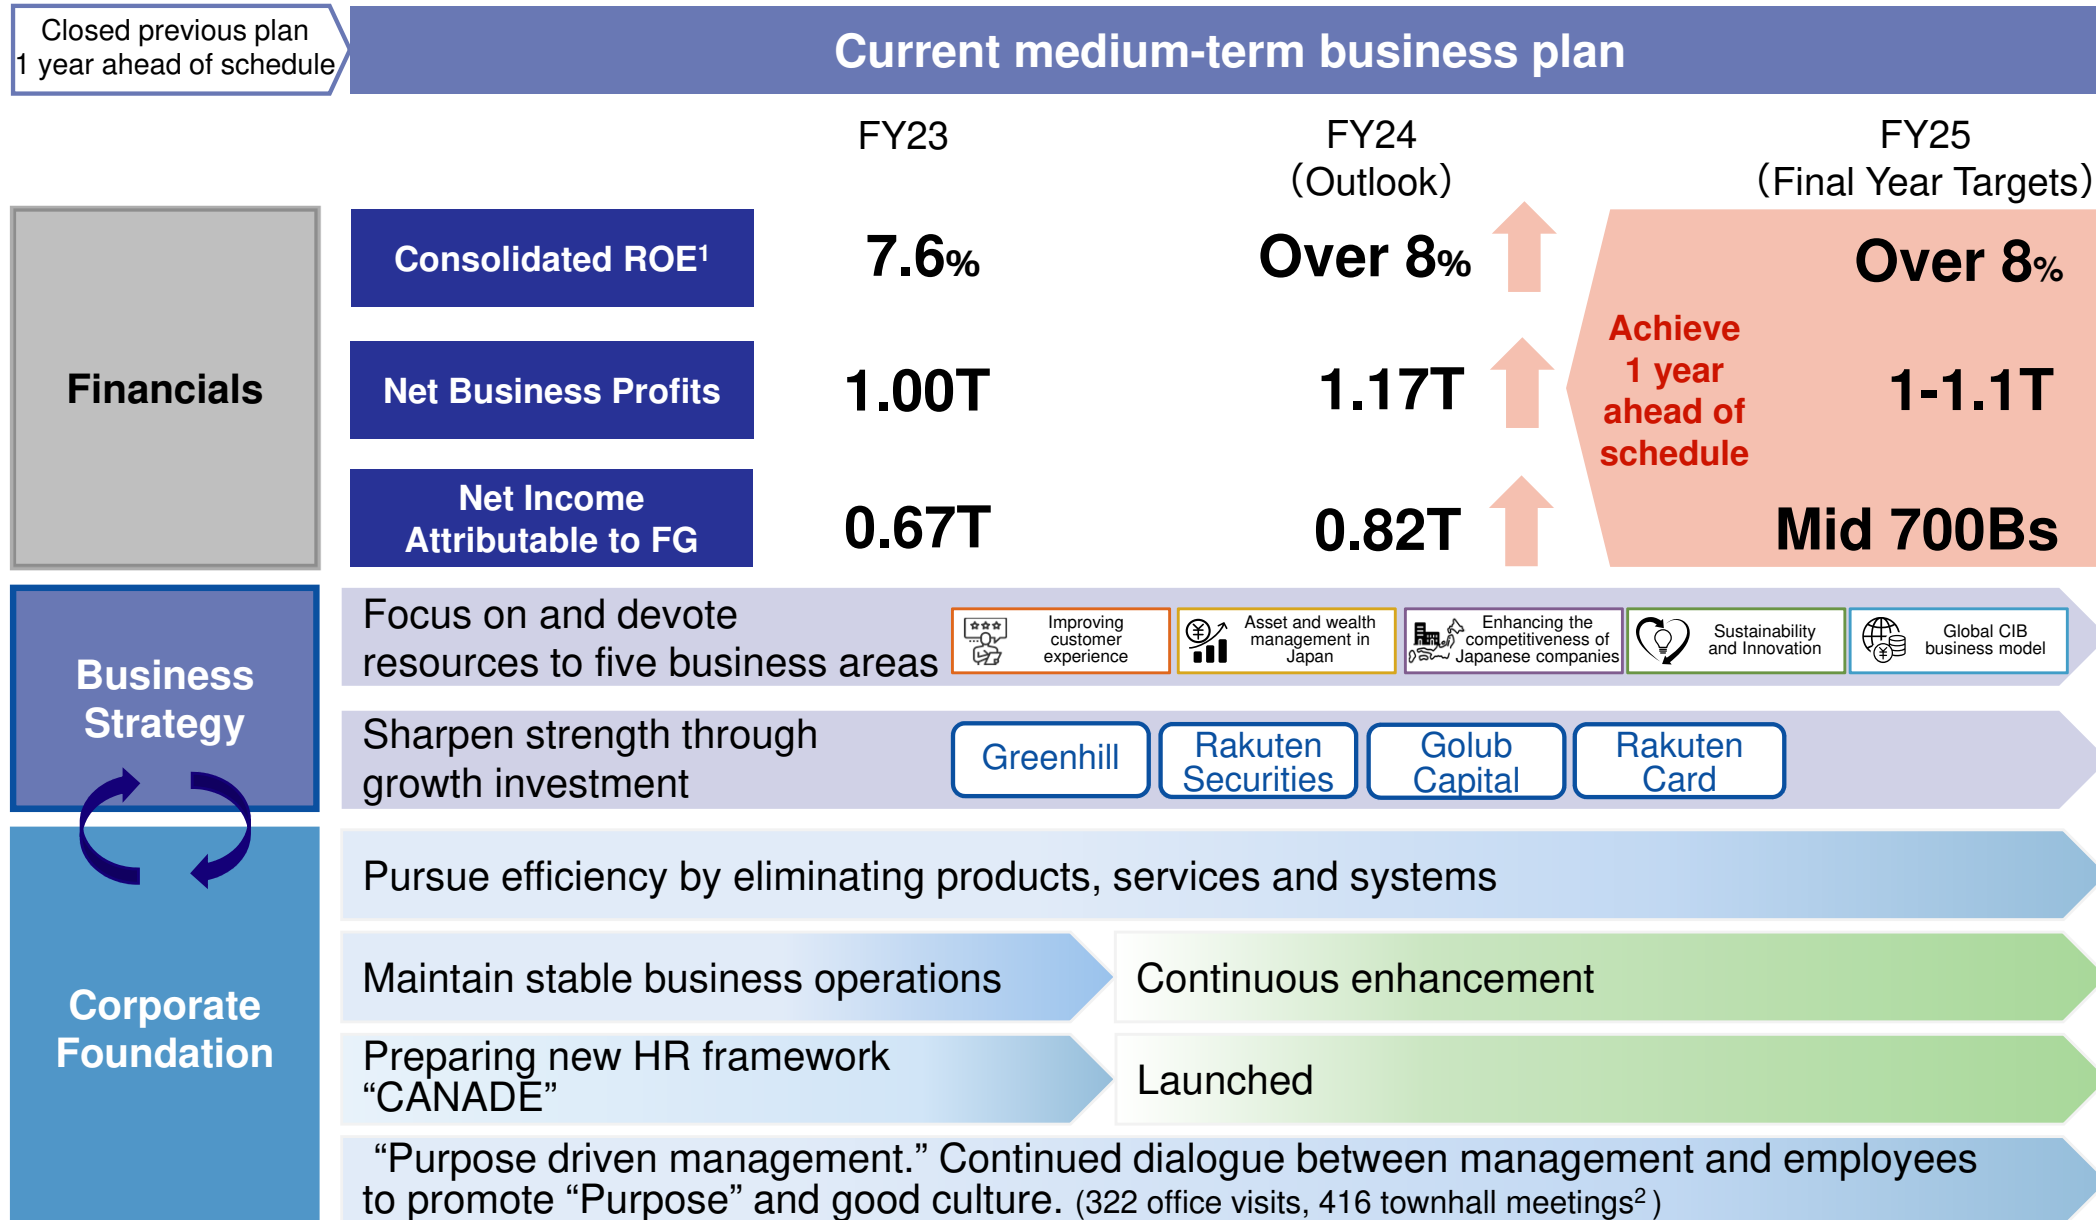 Closed previous plan
1 year ahead of schedule
Current medium-term business plan
FY23
FY24
（Outlook）
FY25
（Final Year Targets）
Financials
Consolidated ROE¹
7.6%
Over 8%
Over 8%
Net Business Profits
1.00T
1.17T
1-1.1T
Achieve
1 year
ahead of
schedule
Net Income
Attributable to FG
0.67T
0.82T
Mid 700Bs
Business
Strategy
Focus on and devote
resources to five business areas
Improving
customer
experience
Asset and wealth
management in
Japan
Enhancing the
competitiveness of
Japanese companies
Sustainability
and Innovation
Global CIB
business model
Sharpen strength through
growth investment
Greenhill
Rakuten
Securities
Golub
Capital
Rakuten
Card
Corporate
Foundation
Pursue efficiency by eliminating products, services and systems
Maintain stable business operations
Continuous enhancement
Preparing new HR framework
“CANADE”
Launched
“Purpose driven management.” Continued dialogue between management and employees
to promote “Purpose” and good culture. (322 office visits, 416 townhall meetings² )